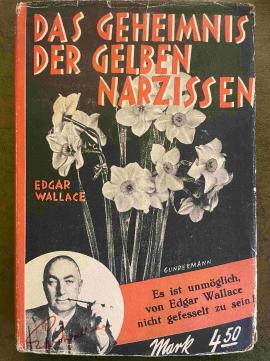 DAS GEHEIMNIS
DER GELBEN
NARZISSEN
EDGAR
WALLACE
GUNDERMANN
Es ist unmöglich,
von Edgar Wallace
nicht gefesselt zu sein!
Mark 4 50